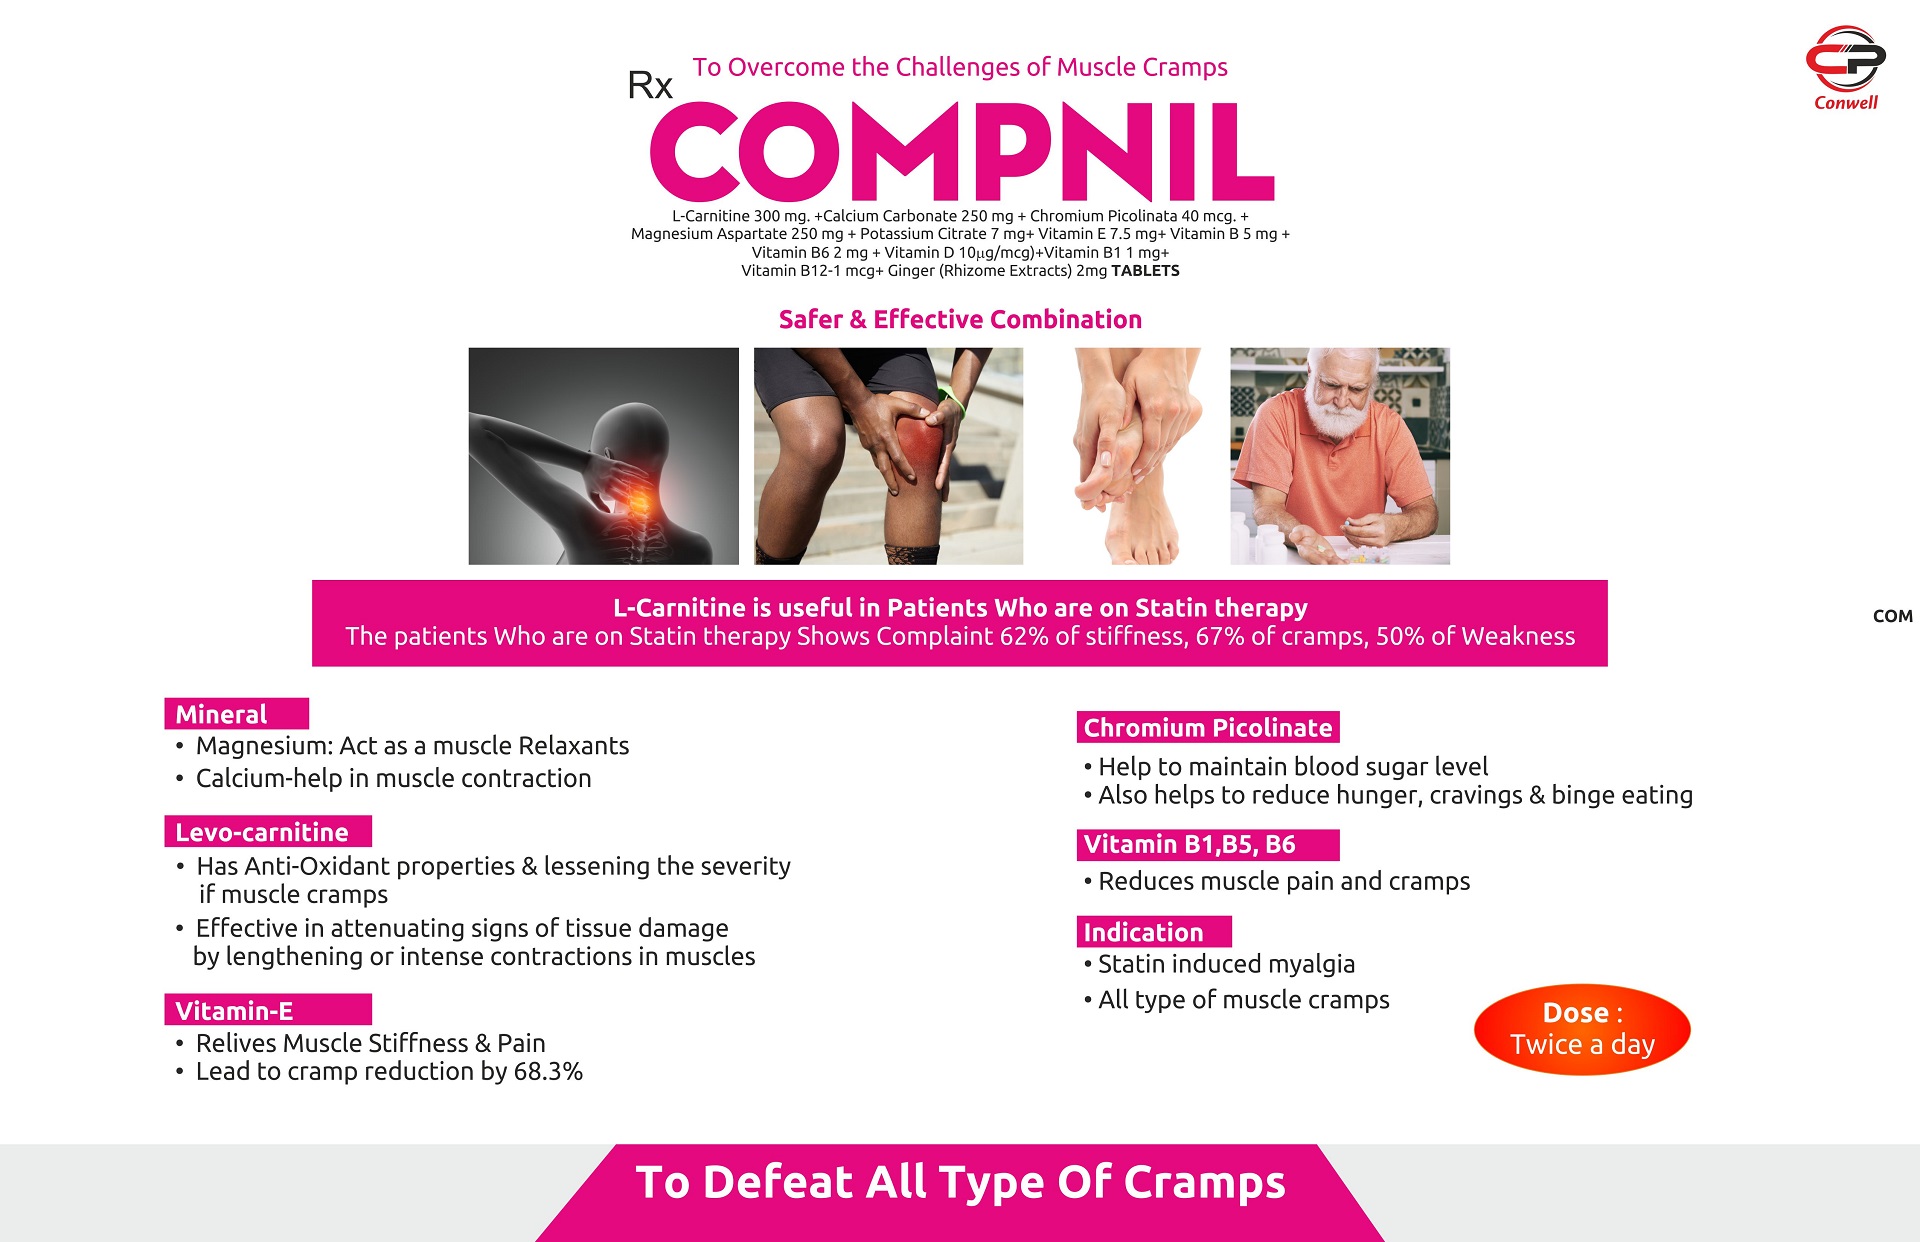 To Overcome the Challenges of Muscle Cramps
Rx
COMPNIL
L-Carnitine 300 mg. +Calcium Carbonate 250 mg + Chromium Picolinata 40 mcg. +
Magnesium Aspartate 250 mg + Potassium Citrate 7 mg+ Vitamin E 7.5 mg+ Vitamin B 5 mg +
Vitamin B6 2 mg + Vitamin D 10µg/mcg)+Vitamin B1 1 mg+
Vitamin B12-1 mcg+ Ginger (Rhizome Extracts) 2mg TABLETS
CP
Conwell
Safer & Effective Combination
L-Carnitine is useful in Patients Who are on Statin therapy
The patients Who are on Statin therapy Shows Complaint 62% of stiffness, 67% of cramps, 50% of Weakness
COM
Mineral
• Magnesium: Act as a muscle Relaxants
• Calcium-help in muscle contraction
Levo-carnitine
• Has Anti-Oxidant properties & lessening the severity
if muscle cramps
• Effective in attenuating signs of tissue damage
by lengthening or intense contractions in muscles
Vitamin-E
• Relives Muscle Stiffness & Pain
• Lead to cramp reduction by 68.3%
Chromium Picolinate
• Help to maintain blood sugar level
• Also helps to reduce hunger, cravings & binge eating
Vitamin B1,B5, B6
• Reduces muscle pain and cramps
Indication
• Statin induced myalgia
• All type of muscle cramps
Dose :
Twice a day
To Defeat All Type Of Cramps